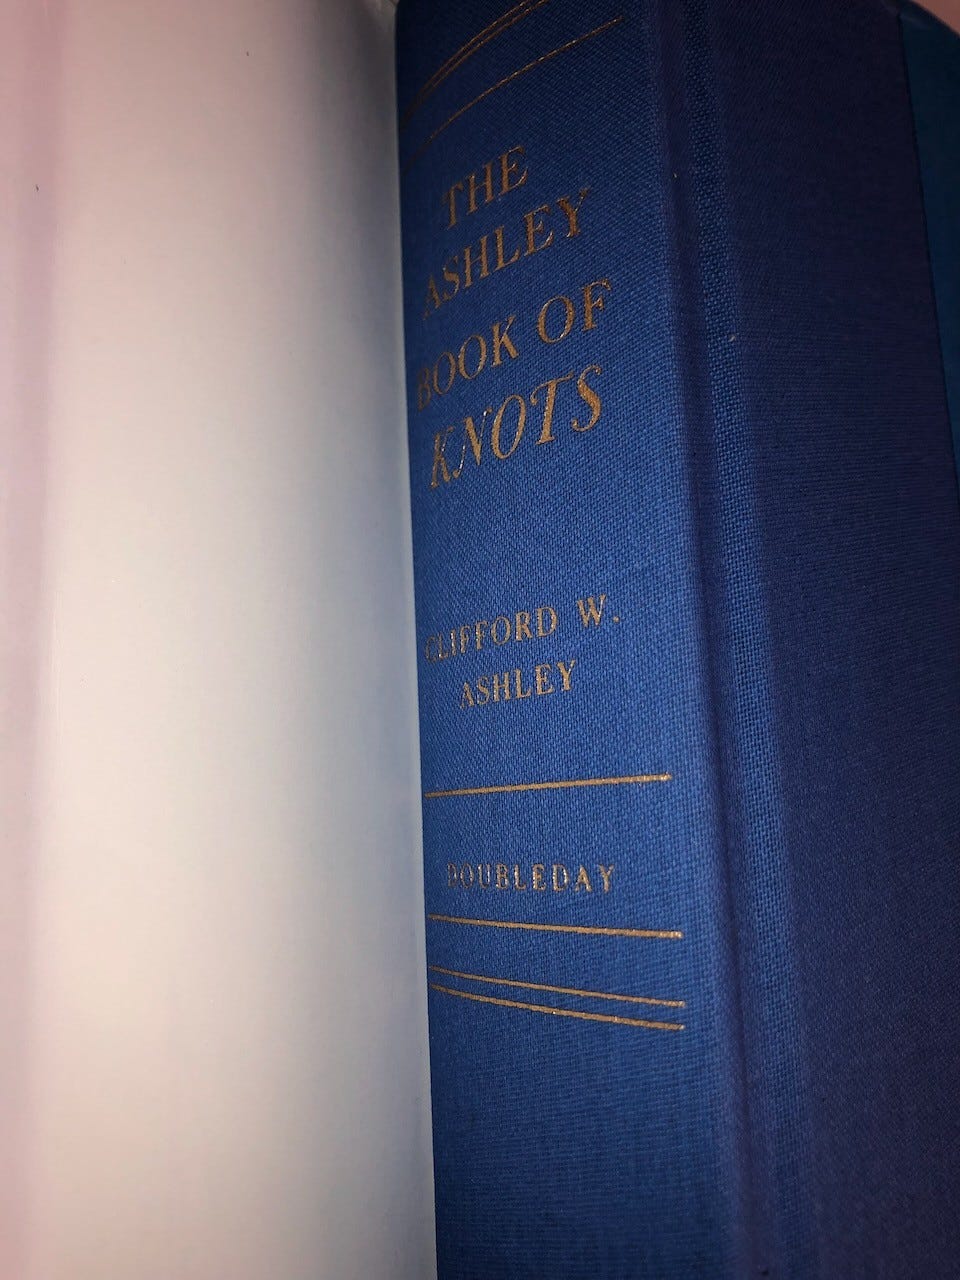 THE
ASHLEY
BOOK OF
KNOTS
CLIFFORD W.
ASHLEY
DOUBLEDAY